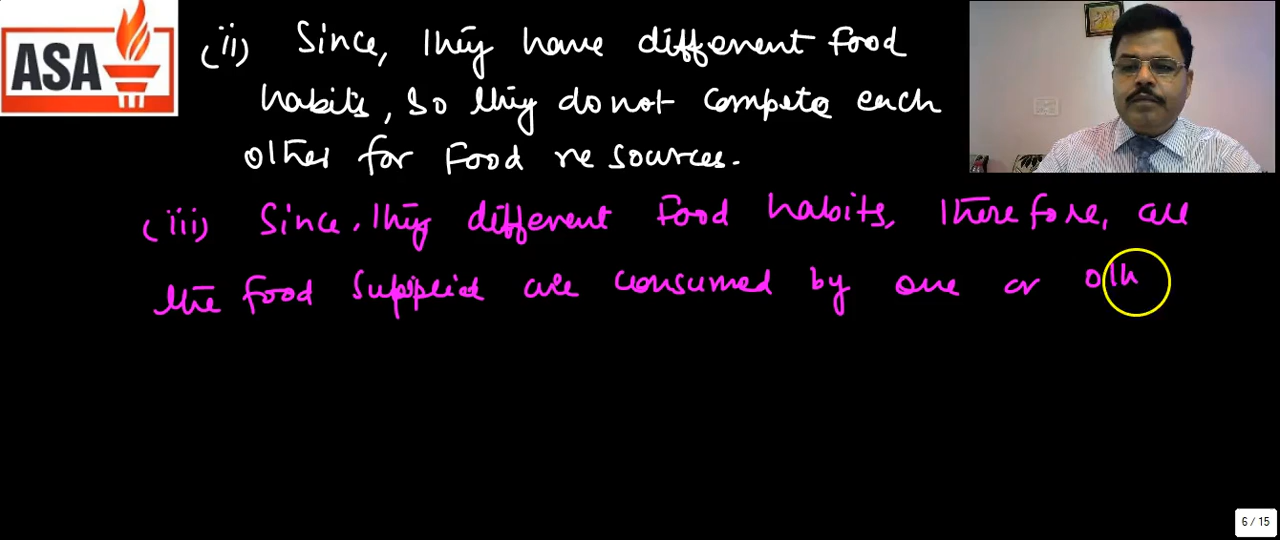 ASA
(ii) Since, they have different food
habits, so they do not compete each
other for food resources.
(iii) Since, they different food habits, therefore, all
the food supplied are consumed by one or oth
6 / 15